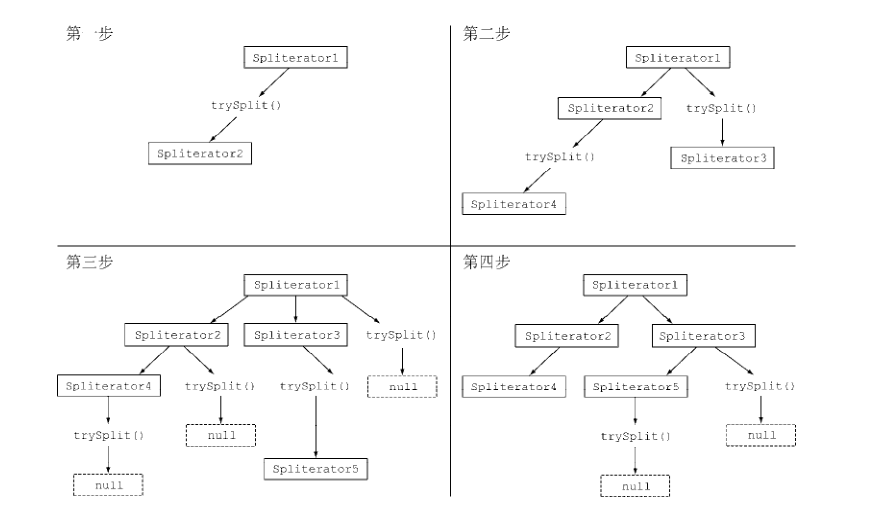 第一步
Spliterator1
trySplit()
Spliterator2
第二步
Spliterator1
Spliterator2 trySplit()
trySplit() Spliterator3
Spliterator4
第三步
Spliterator1
Spliterator2 Spliterator3 trySplit()
Spliterator4 trySplit() trySplit() null
trySplit() null
Spliterator5
null
第四步
Spliterator1
Spliterator2 Spliterator3
Spliterator4 Spliterator5 trySplit()
trySplit() null
null